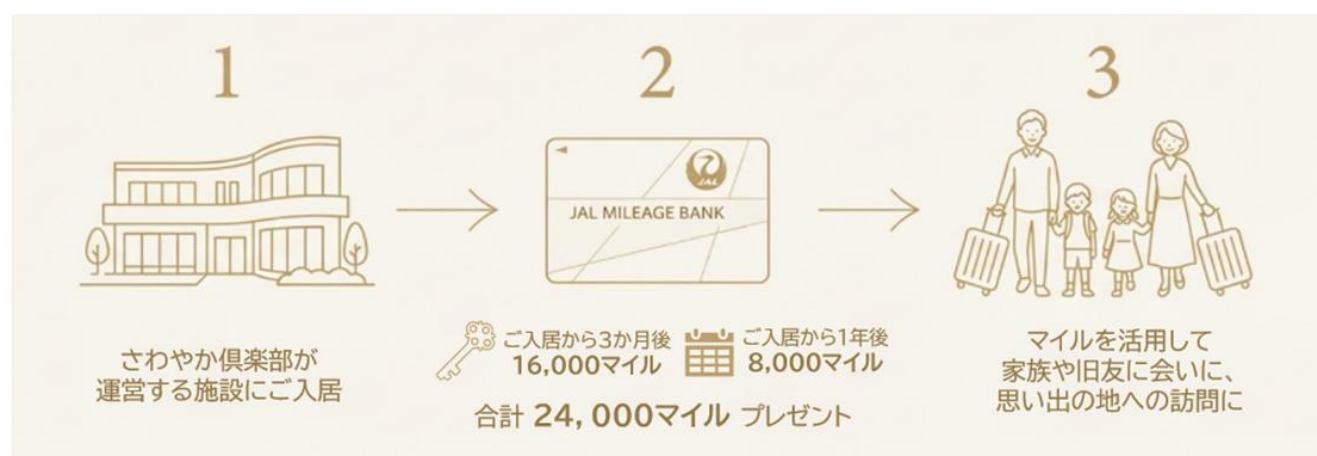 1
さわやか倶楽部が
運営する施設にご入居
2
JAL
JAL MILEAGE BANK
ご入居から3か月後
16,000マイル
ご入居から1年後
8,000マイル
合計 24,000マイル プレゼント
3
マイルを活用して
家族や旧友に会いに、
思い出の地への訪問に